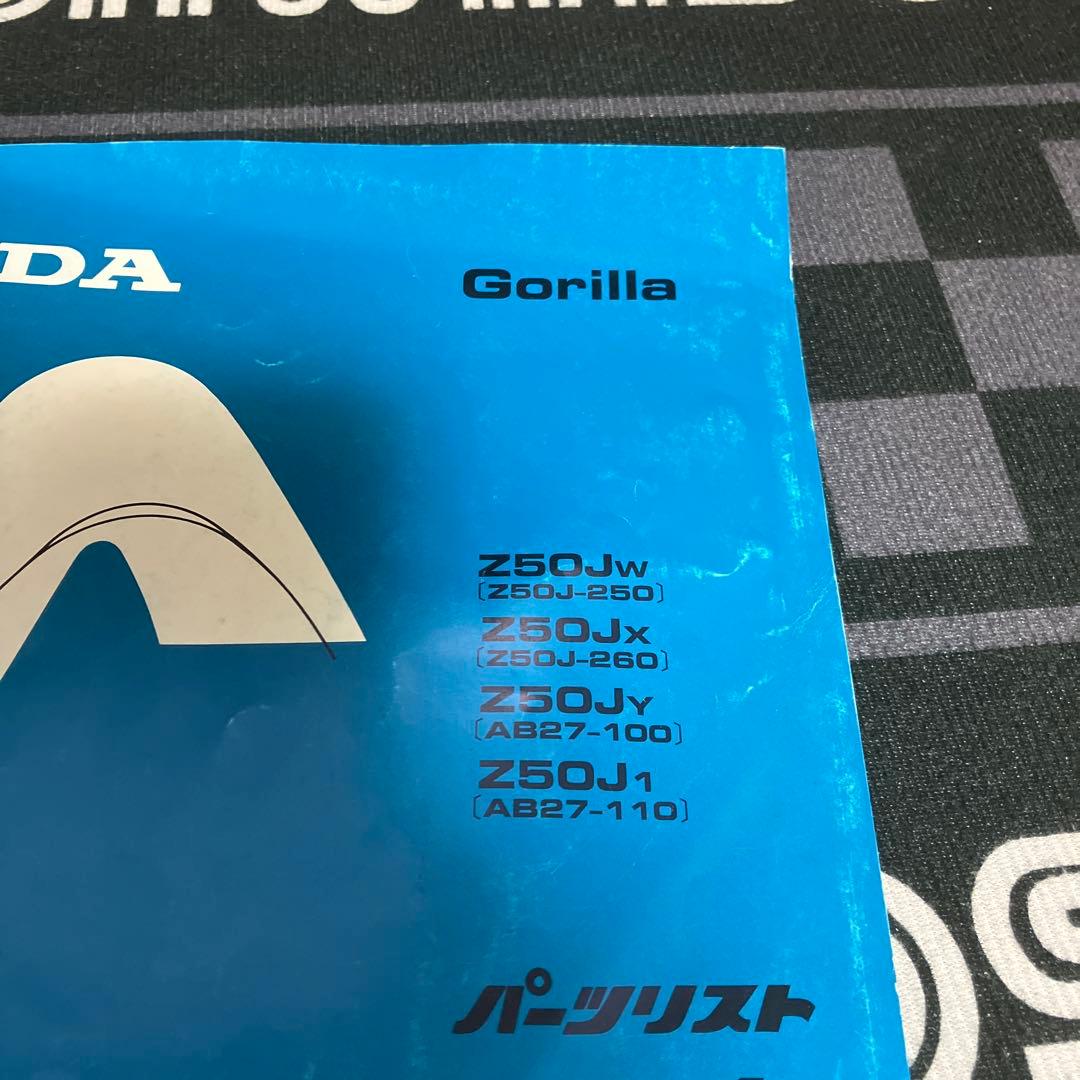 DA
Gorilla
Z50JW
[Z50J-250]
Z50JX
[Z50J-260]
Z50JY
[AB27-100]
Z50J1
[AB27-110]
パーツリスト